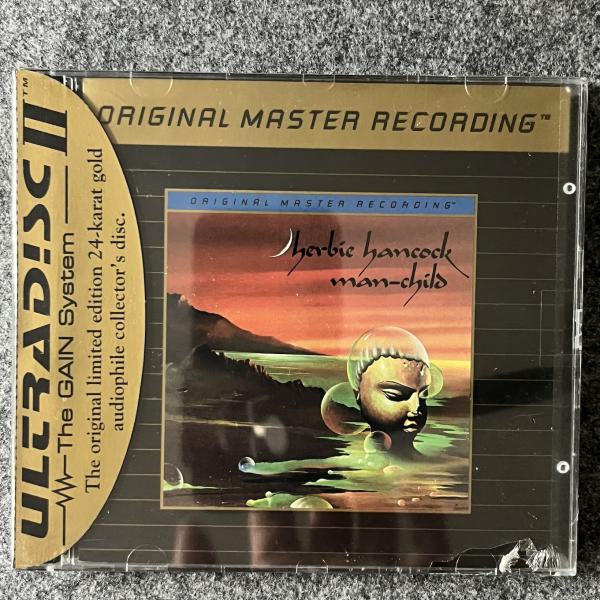 ULTRADISC II™
The GAIN System
The original limited edition 24-karat gold
audiophile collector's disc.
ORIGINAL MASTER RECORDING™
ORIGINAL MASTER RECORDING™
herbie hancock
man-child